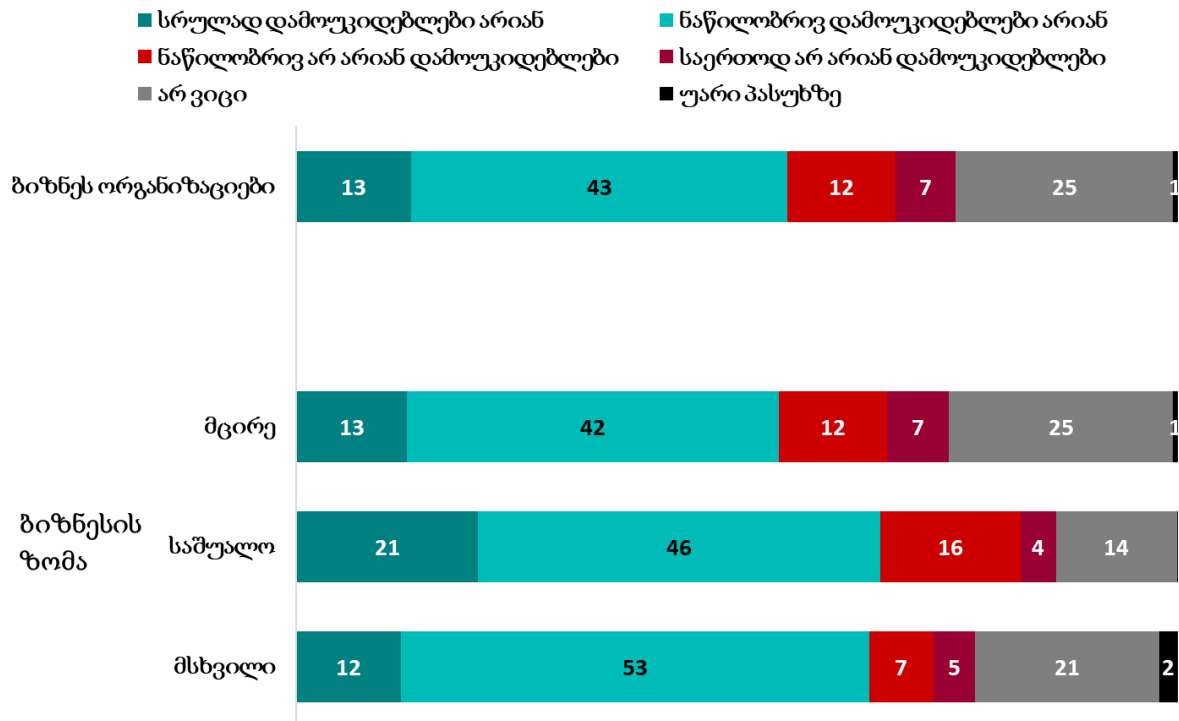 სრულად დამოუკიდებლები არიან
ნაწილობრივ დამოუკიდებლები არიან
ნაწილობრივ არ არიან დამოუკიდებლები
საერთოდ არ არიან დამოუკიდებლები
არ ვიცი
უარი პასუხზე
ბიზნეს ორგანიზაციები
13 43 12 7 25 1
მცირე
13 42 12 7 25 1
ბიზნესის
ზომა
საშუალო
21 46 16 4 14
მსხვილი
12 53 7 5 21 2